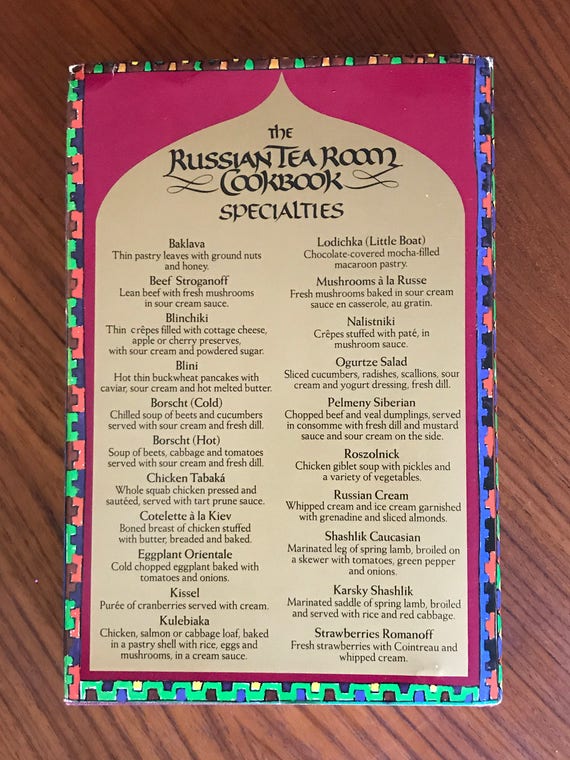 THE
RUSSIAN TEA ROOM
COOKBOOK
SPECIALTIES
Baklava
Thin pastry leaves with ground nuts
and honey.
Beef Stroganoff
Lean beef with fresh mushrooms
in sour cream sauce.
Blinchiki
Thin crêpes filled with cottage cheese,
apple or cherry preserves,
with sour cream and powdered sugar.
Blini
Hot thin buckwheat pancakes with
caviar, sour cream and hot melted butter.
Borscht (Cold)
Chilled soup of beets and cucumbers
served with sour cream and fresh dill.
Borscht (Hot)
Soup of beets, cabbage and tomatoes
served with sour cream and fresh dill.
Chicken Tabaká
Whole squab chicken pressed and
sautéed, served with tart prune sauce.
Cotelette à la Kiev
Boned breast of chicken stuffed
with butter, breaded and baked.
Eggplant Orientale
Cold chopped eggplant baked with
tomatoes and onions.
Kissel
Purée of cranberries served with cream.
Kulebiaka
Chicken, salmon or cabbage loaf, baked
in a pastry shell with rice, eggs and
mushrooms, in a cream sauce.
Lodichka (Little Boat)
Chocolate-covered mocha-filled
macaroon pastry.
Mushrooms à la Russe
Fresh mushrooms baked in sour cream
sauce en casserole, au gratin.
Nalistniki
Crêpes stuffed with paté, in
mushroom sauce.
Ogurtze Salad
Sliced cucumbers, radishes, scallions, sour
cream and yogurt dressing, fresh dill.
Pelmeny Siberian
Chopped beef and veal dumplings, served
in consomme with fresh dill and mustard
sauce and sour cream on the side.
Roszolnick
Chicken giblet soup with pickles and
a variety of vegetables.
Russian Cream
Whipped cream and ice cream garnished
with grenadine and sliced almonds.
Shashlik Caucasian
Marinated leg of spring lamb, broiled on
a skewer with tomatoes, green pepper
and onions.
Karsky Shashlik
Marinated saddle of spring lamb, broiled
and served with rice and red cabbage.
Strawberries Romanoff
Fresh strawberries with Cointreau and
whipped cream.